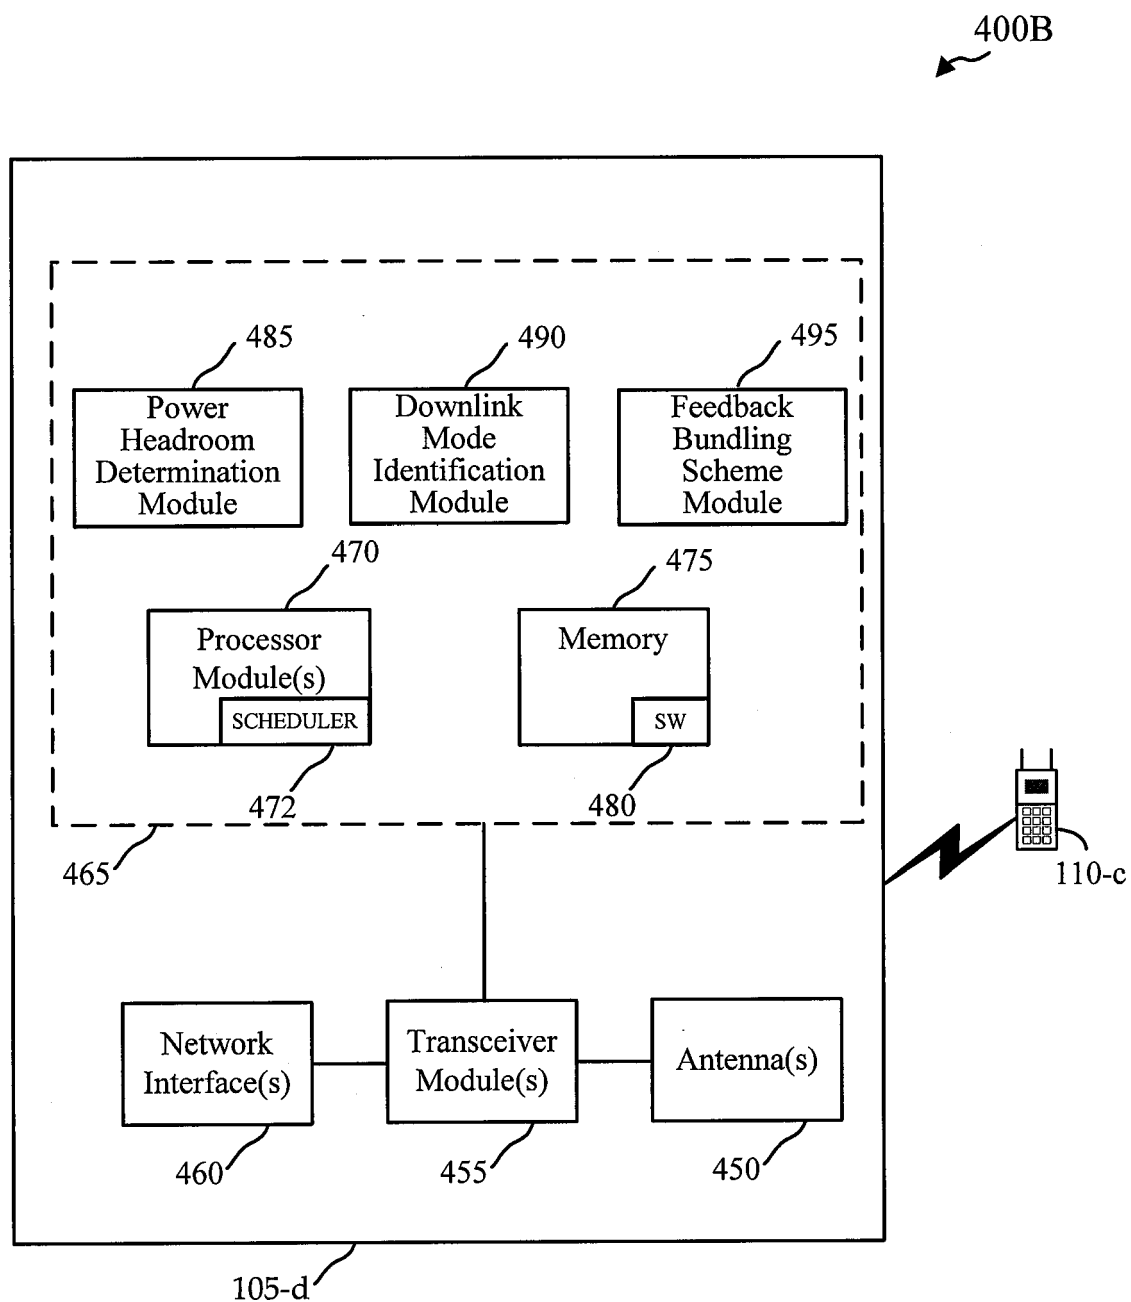 400B
485
490
495
Power
Headroom
Determination
Module
Downlink
Mode
Identification
Module
Feedback
Bundling
Scheme
Module
470
475
Processor
Module(s)
SCHEDULER
Memory
SW
472
480
465
110-c
Network
Interface(s)
Transceiver
Module(s)
Antenna(s)
460
455
450
105-d